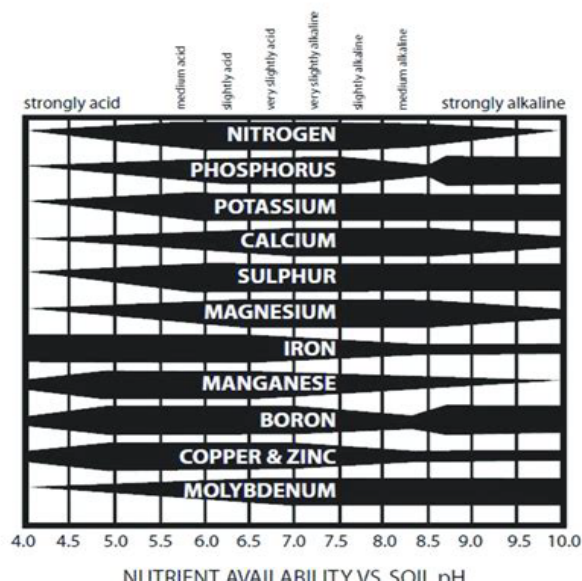 strongly acid
medium acid
slightly acid
very slightly acid
very slightly alkaline
slightly alkaline
medium alkaline
strongly alkaline
NITROGEN
PHOSPHORUS
POTASSIUM
CALCIUM
SULPHUR
MAGNESIUM
IRON
MANGANESE
BORON
COPPER & ZINC
MOLYBDENUM
4.0 4.5 5.0 5.5 6.0 6.5 7.0 7.5 8.0 8.5 9.0 9.5 10.0
NUTRIENT AVAILABILITY VS. SOIL pH